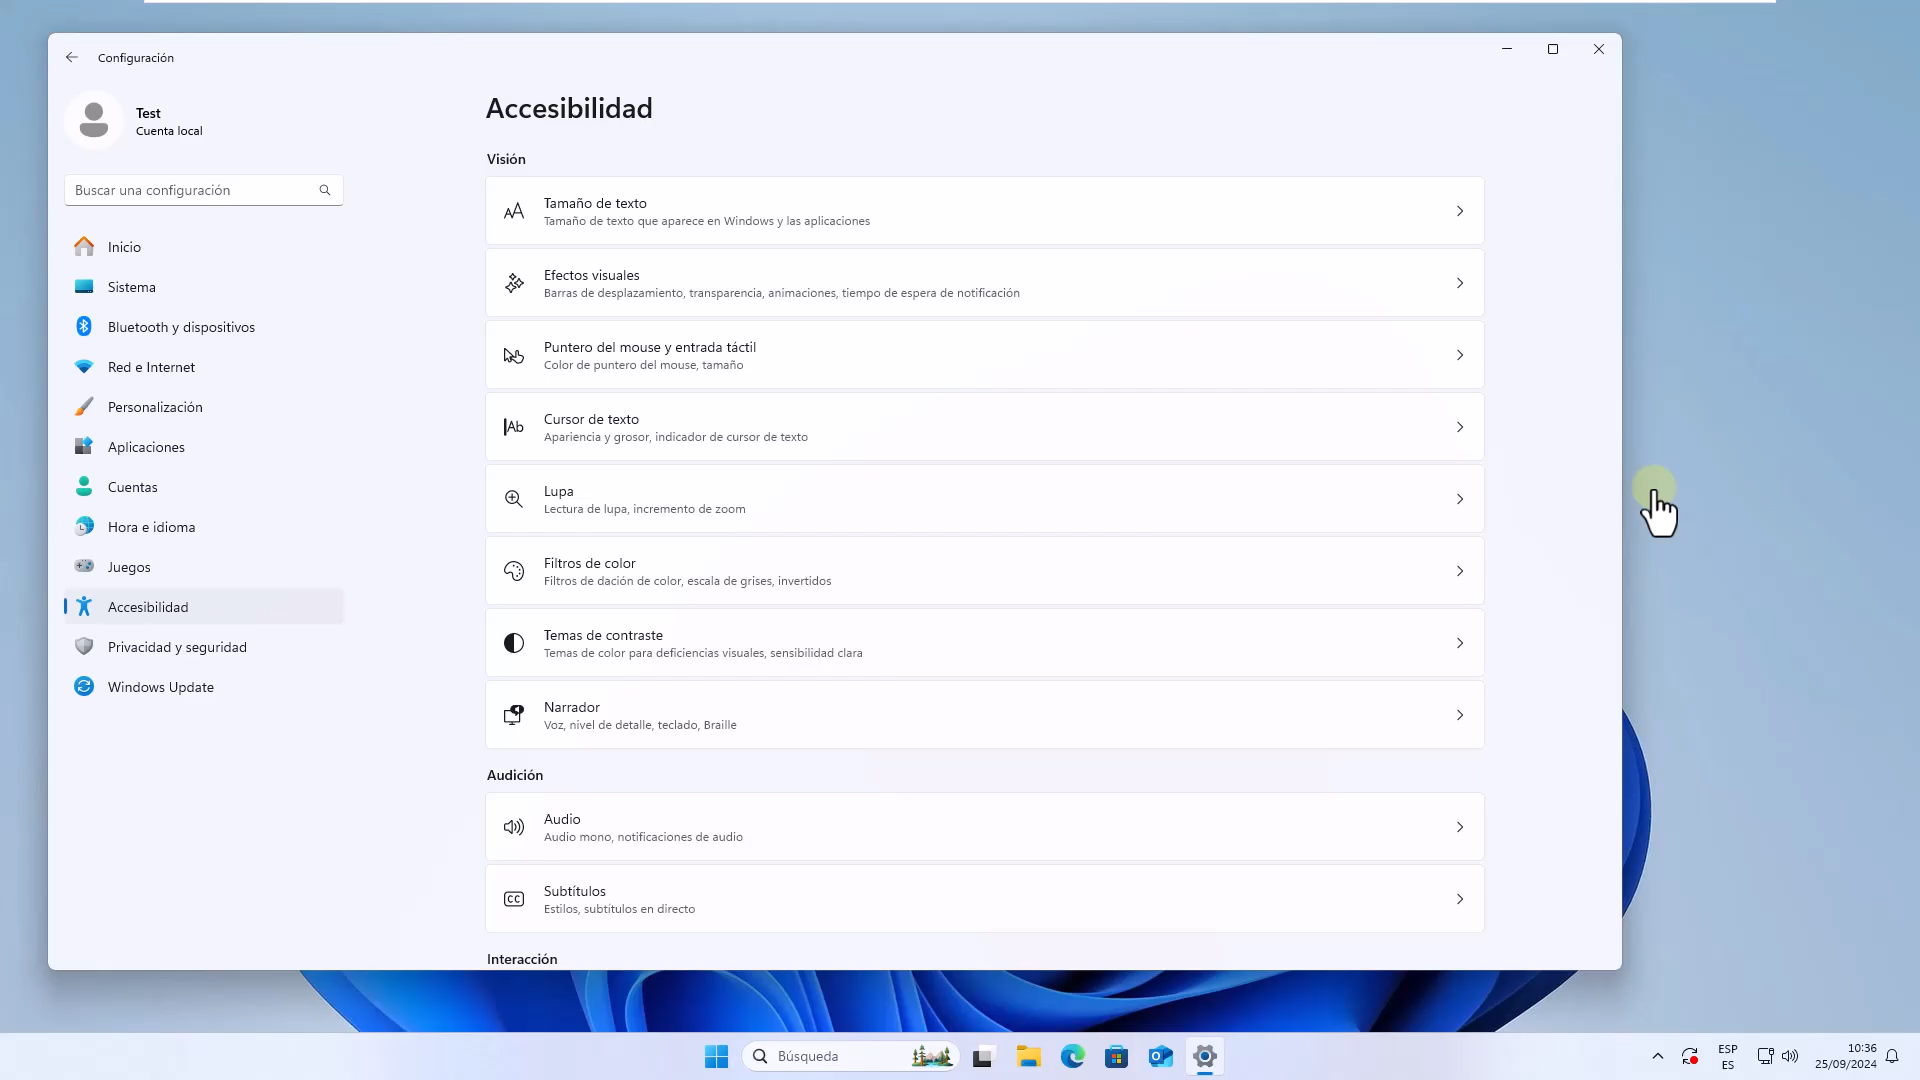 Configuración
Test
Cuenta local
Buscar una configuración
Inicio
Sistema
Bluetooth y dispositivos
Red e Internet
Personalización
Aplicaciones
Cuentas
Hora e idioma
Juegos
Accesibilidad
Privacidad y seguridad
Windows Update
Accesibilidad
Visión
Tamaño de texto
Tamaño de texto que aparece en Windows y las aplicaciones
Efectos visuales
Barras de desplazamiento, transparencia, animaciones, tiempo de espera de notificación
Puntero del mouse y entrada táctil
Color de puntero del mouse, tamaño
Cursor de texto
Apariencia y grosor, indicador de cursor de texto
Lupa
Lectura de lupa, incremento de zoom
Filtros de color
Filtros de dación de color, escala de grises, invertidos
Temas de contraste
Temas de color para deficiencias visuales, sensibilidad clara
Narrador
Voz, nivel de detalle, teclado, Braille
Audición
Audio
Audio mono, notificaciones de audio
Subtítulos
Estilos, subtítulos en directo
Interacción
Búsqueda
ESP
ES
10:36
25/09/2024